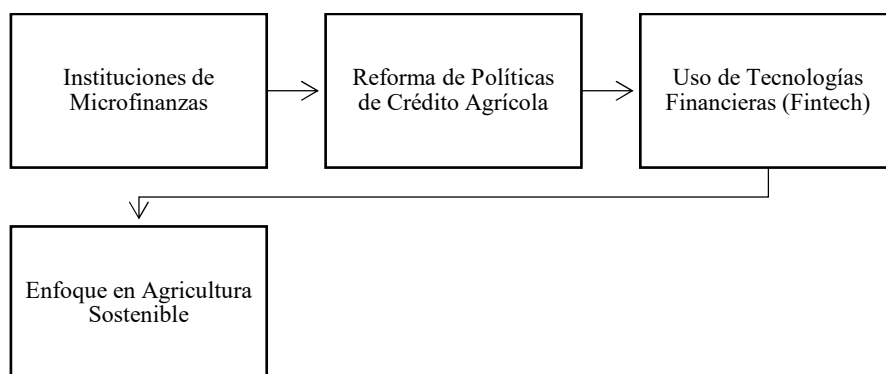 Instituciones de
Microfinanzas
Reforma de Políticas
de Crédito Agrícola
Uso de Tecnologías
Financieras (Fintech)
Enfoque en Agricultura
Sostenible